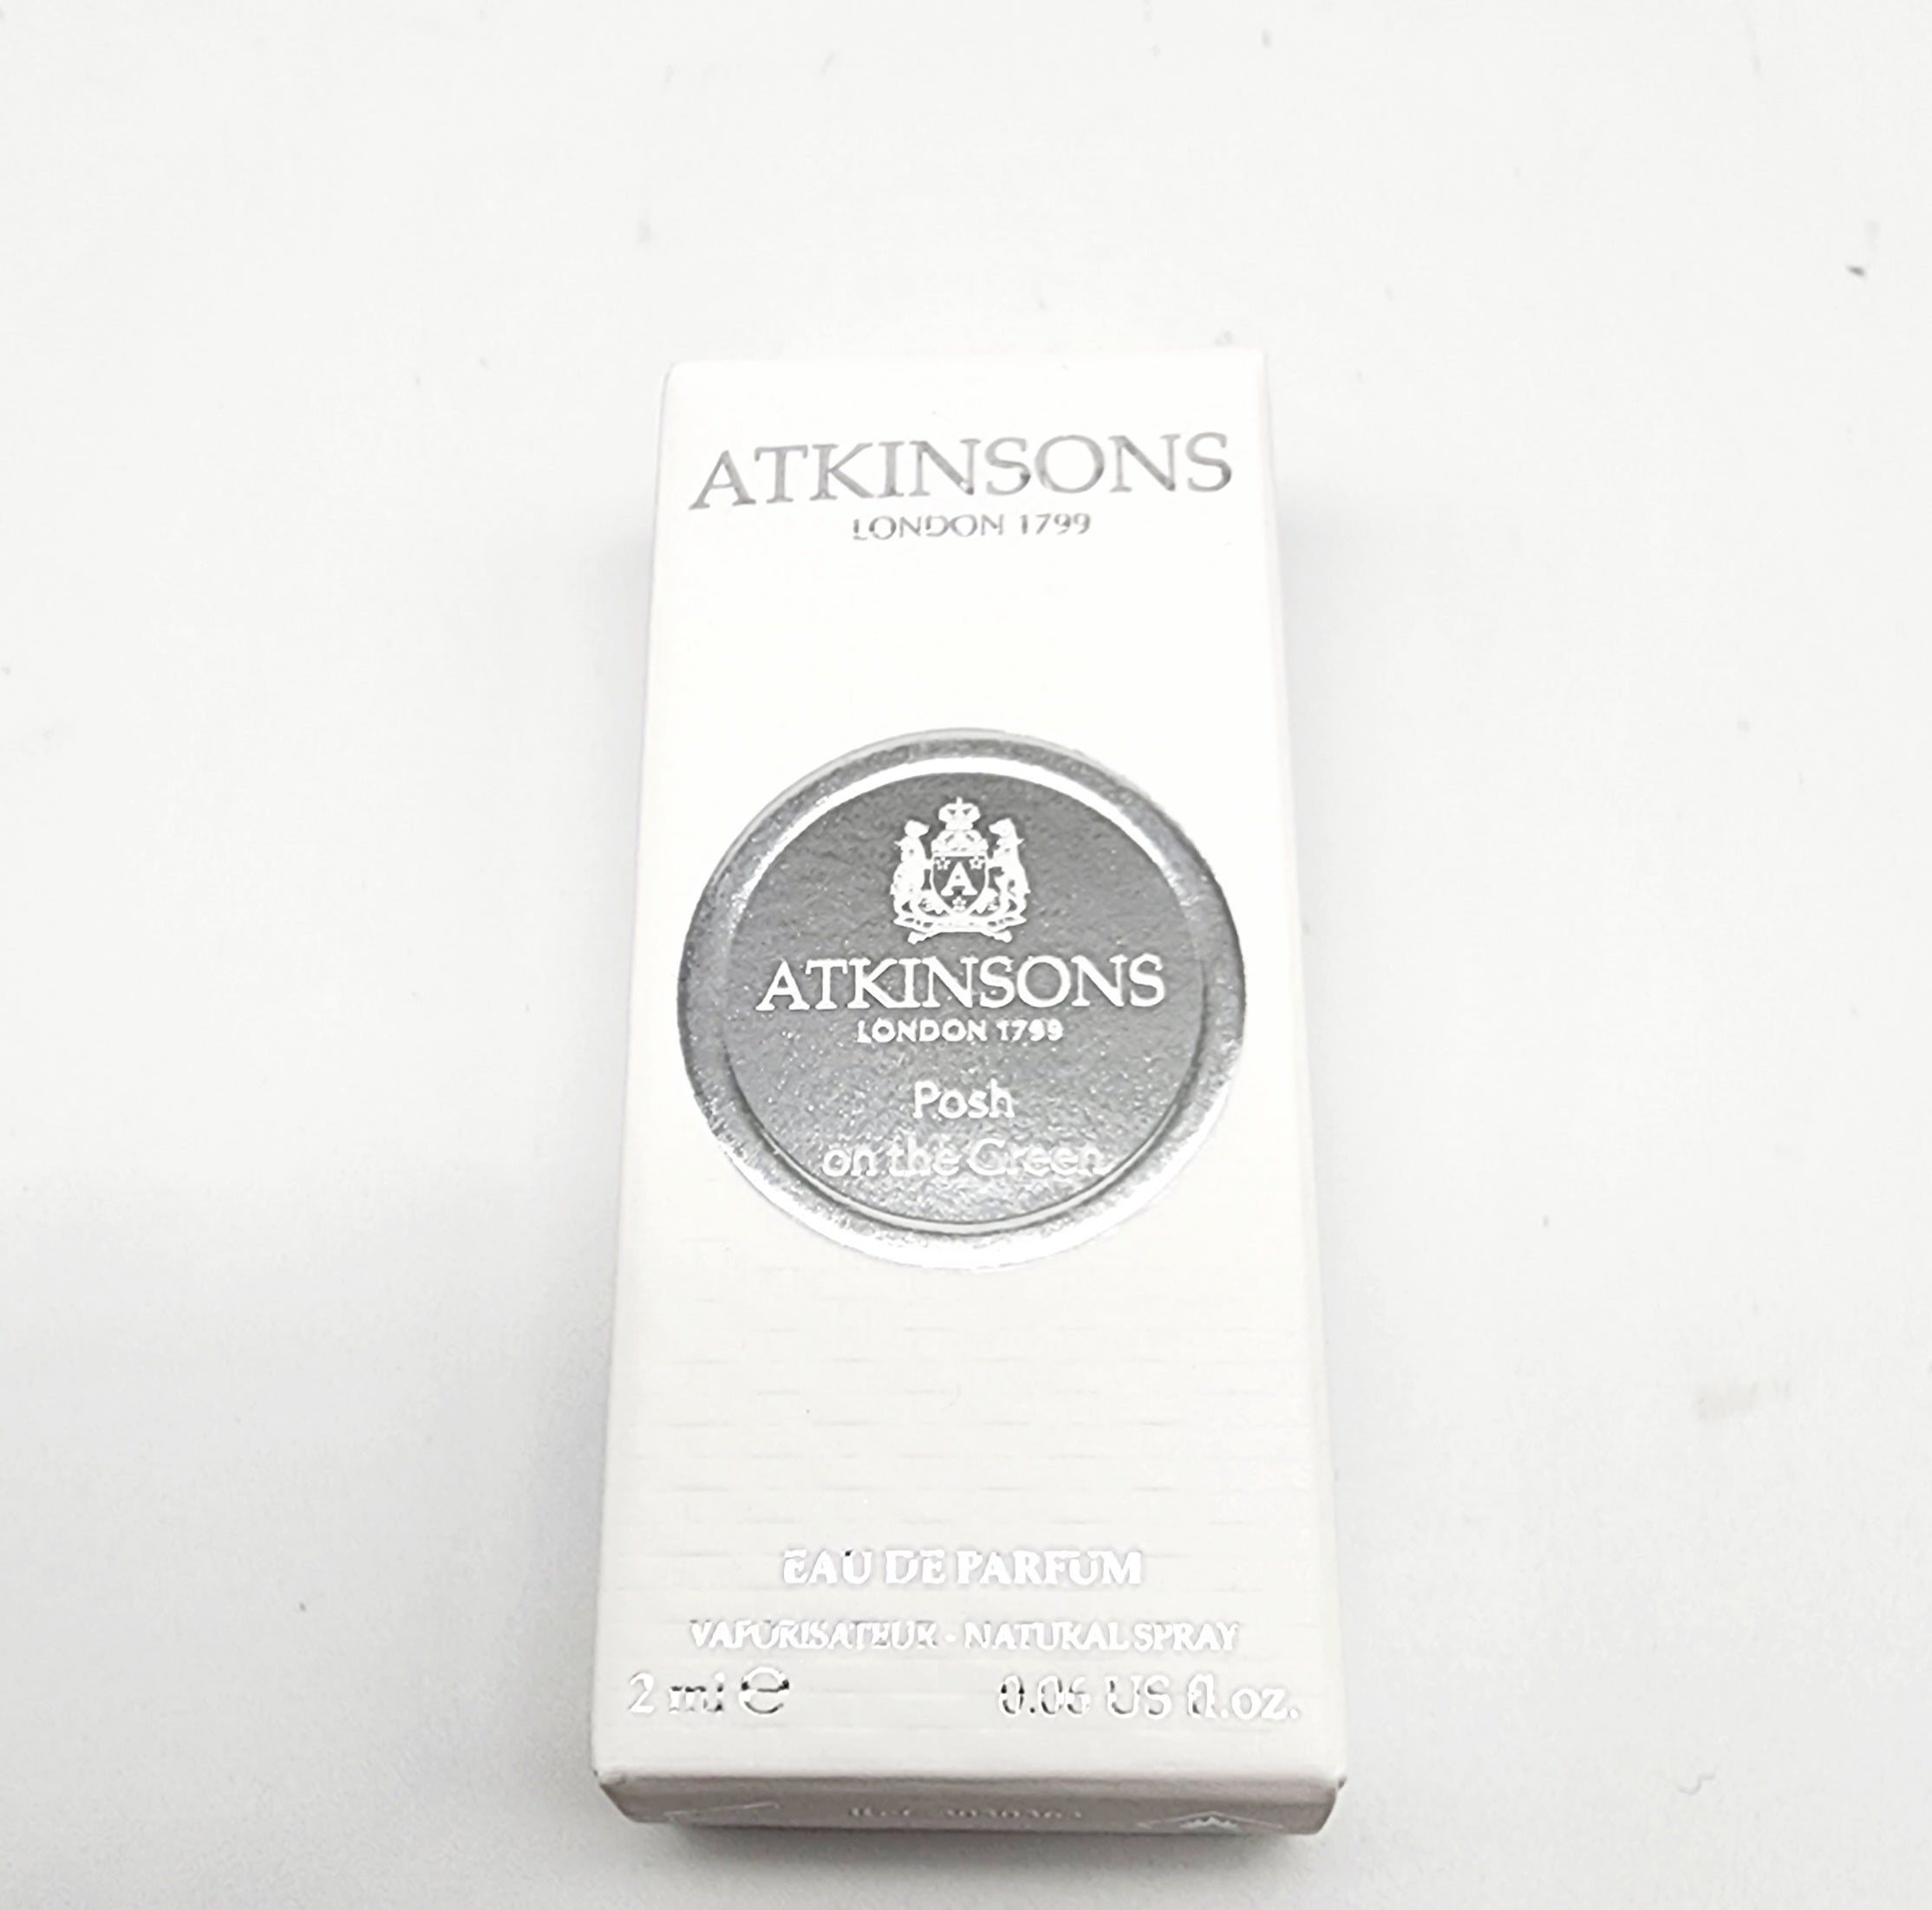 ATKINSONS
LONDON 1799
A
ATKINSONS
LONDON 1799
Posh
on the Green
EAU DE PARFUM
VAPORISATEUR - NATURAL SPRAY
2 ml ℮ 0.06 US fl.oz.
Ref.